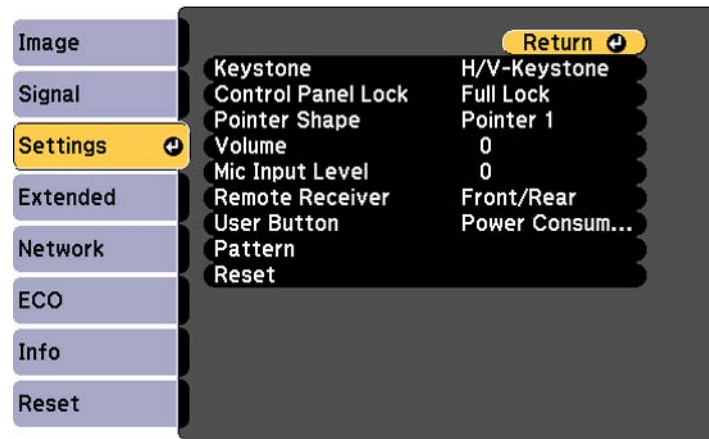 Image
Signal
Settings
Extended
Network
ECO
Info
Reset
Return
Keystone H/V-Keystone
Control Panel Lock Full Lock
Pointer Shape Pointer 1
Volume 0
Mic Input Level 0
Remote Receiver Front/Rear
User Button Power Consum...
Pattern
Reset